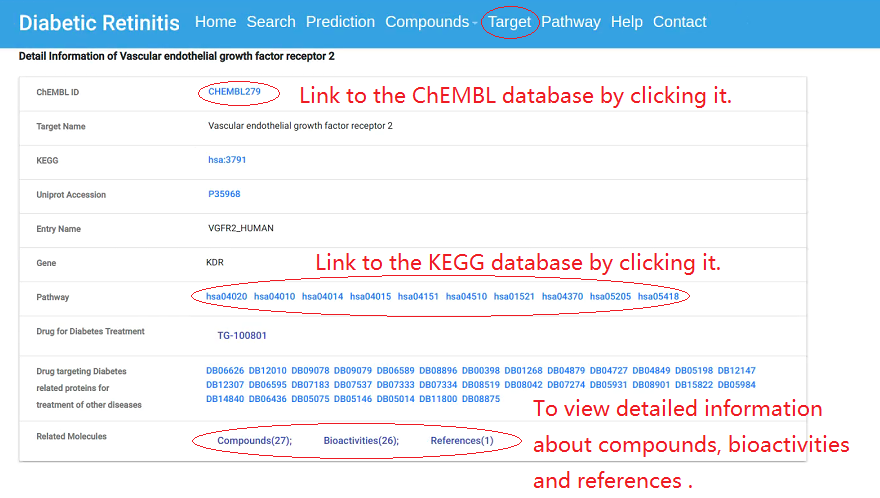 Diabetic Retinitis Home Search Prediction Compounds Target Pathway Help Contact
Detail Information of Vascular endothelial growth factor receptor 2
ChEMBL ID CHEMBL279 Link to the ChEMBL database by clicking it.
Target Name Vascular endothelial growth factor receptor 2
KEGG hsa:3791
Uniprot Accession P35968
Entry Name VGFR2_HUMAN
Gene KDR Link to the KEGG database by clicking it.
Pathway hsa04020 hsa04010 hsa04014 hsa04015 hsa04151 hsa04510 hsa01521 hsa04370 hsa05205 hsa05418
Drug for Diabetes Treatment TG-100801
Drug targeting Diabetes DB06626 DB12010 DB09078 DB09079 DB06589 DB08896 DB00398 DB01268 DB04879 DB04727 DB04849 DB05198 DB12147
related proteins for DB12307 DB06595 DB07183 DB07537 DB07333 DB07334 DB08519 DB08042 DB07274 DB05931 DB08901 DB15822 DB05984
treatment of other diseases DB14840 DB06436 DB05075 DB05146 DB05014 DB11800 DB08875
Related Molecules Compounds(27); Bioactivities(26); References(1)
To view detailed information
about compounds, bioactivities
and references .